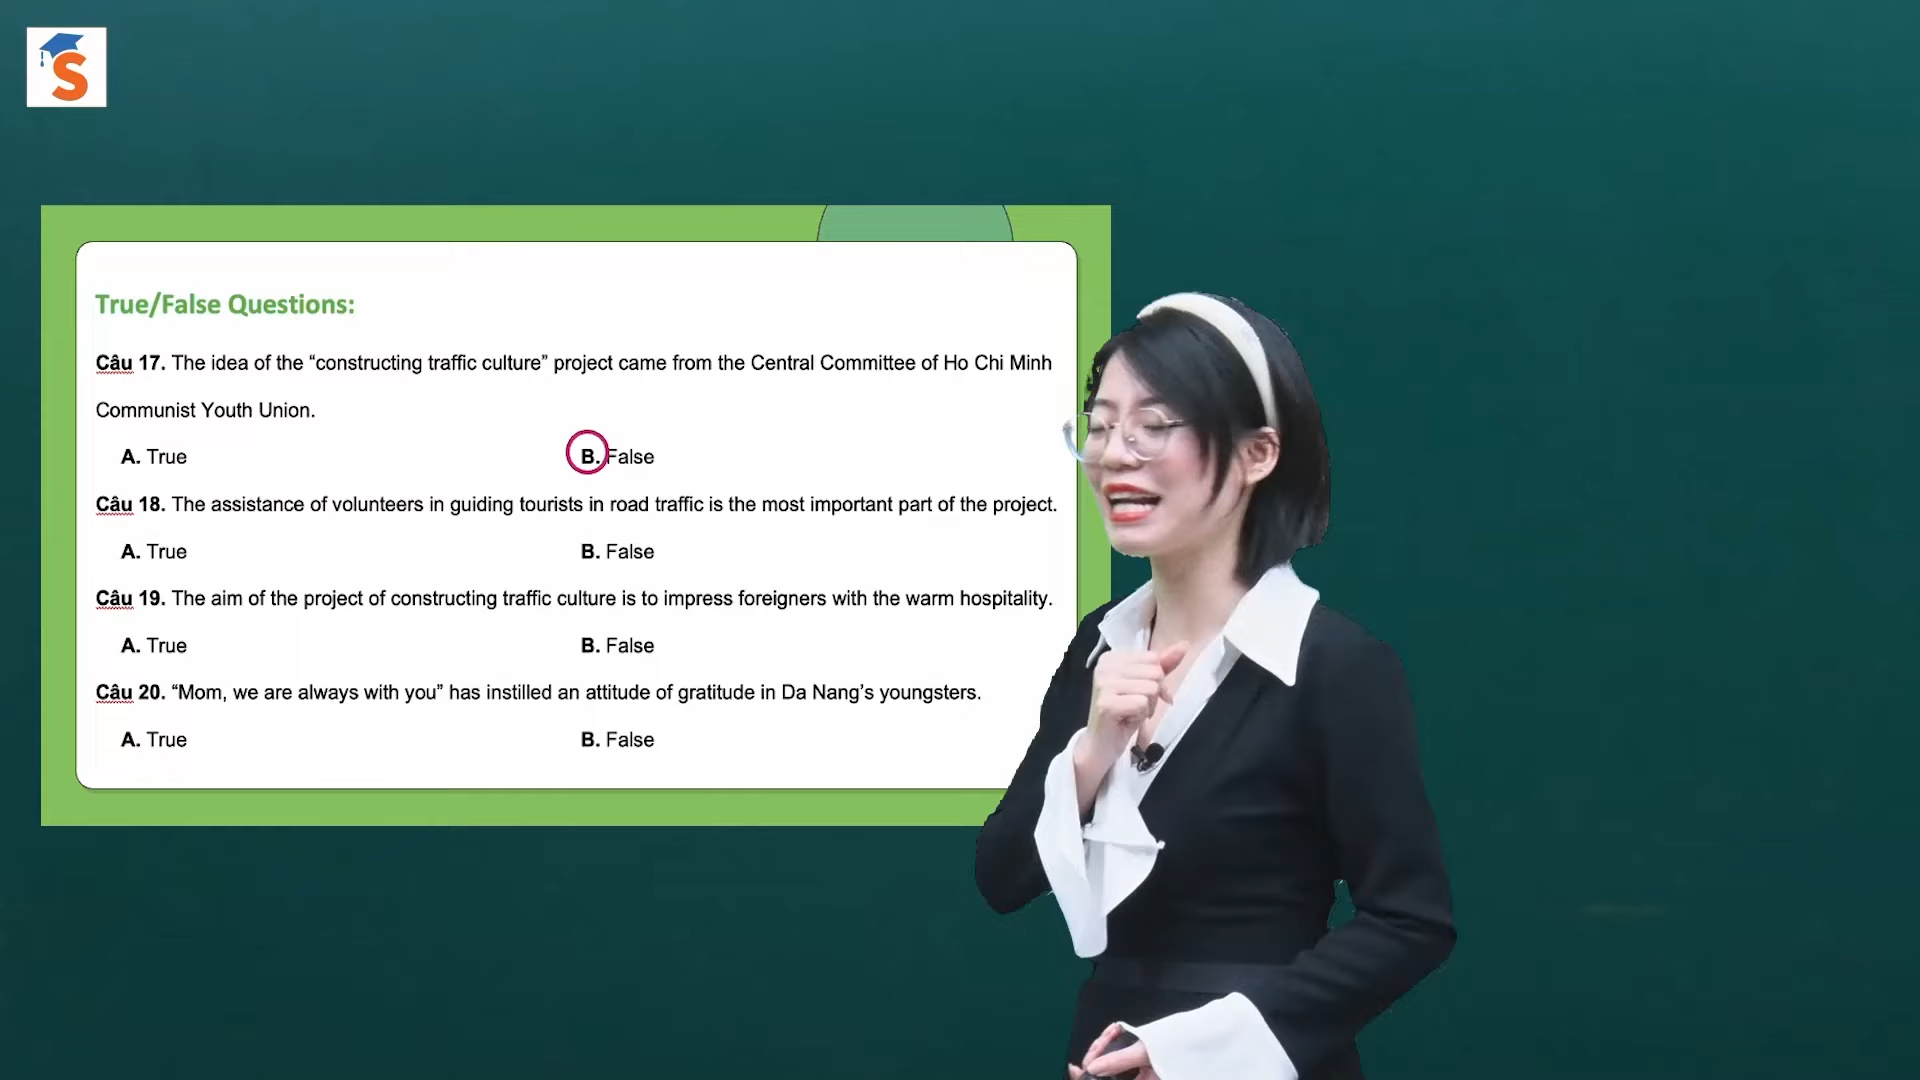 S
True/False Questions:
Câu 17. The idea of the “constructing traffic culture” project came from the Central Committee of Ho Chi Minh
Communist Youth Union.
A. True B. False
Câu 18. The assistance of volunteers in guiding tourists in road traffic is the most important part of the project.
A. True B. False
Câu 19. The aim of the project of constructing traffic culture is to impress foreigners with the warm hospitality.
A. True B. False
Câu 20. “Mom, we are always with you” has instilled an attitude of gratitude in Da Nang’s youngsters.
A. True B. False